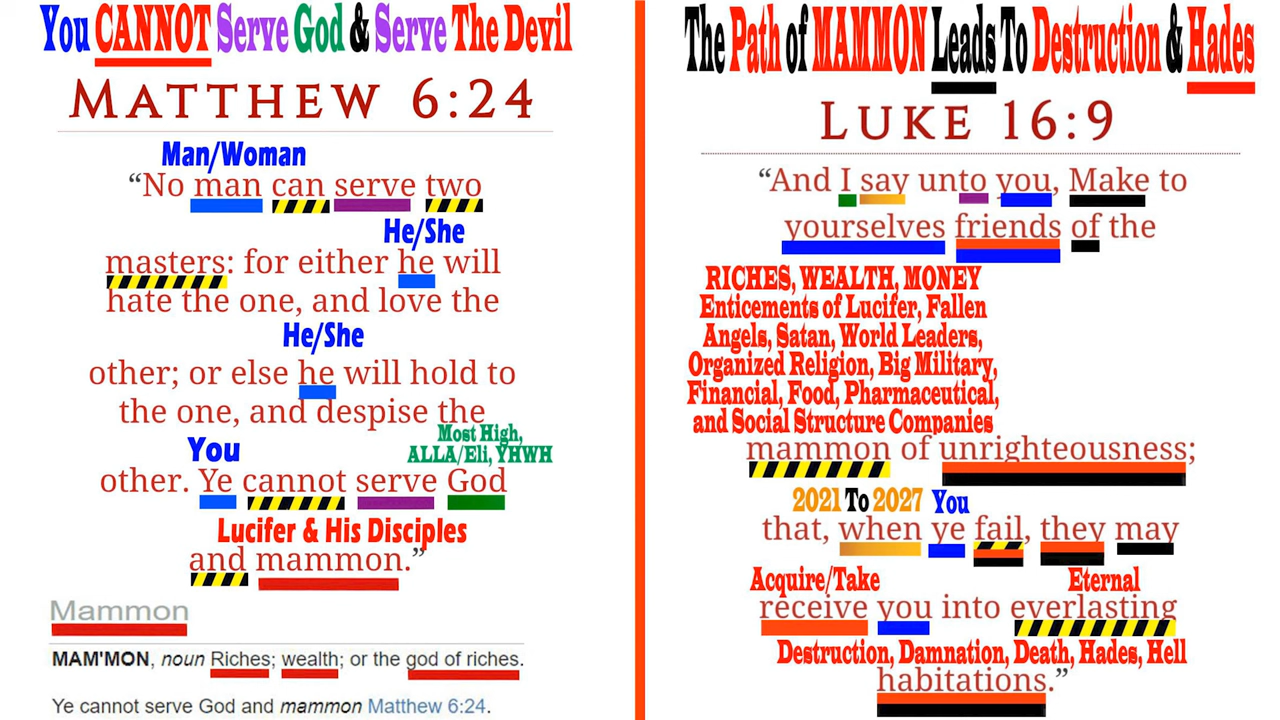 You CANNOT Serve God & Serve The Devil
MATTHEW 6:24
Man/Woman
“No man can serve two
He/She
masters: for either he will
hate the one, and love the
He/She
other; or else he will hold to
the one, and despise the
You
Most High,
ALLA/Eli, YHWH
other. Ye cannot serve God
Lucifer & His Disciples
and mammon.”
Mammon
MAM'MON, noun Riches; wealth; or the god of riches.
Ye cannot serve God and mammon Matthew 6:24.
The Path of MAMMON Leads To Destruction & Hades
LUKE 16:9
“And I say unto you, Make to
yourselves friends of the
RICHES, WEALTH, MONEY
Enticements of Lucifer, Fallen
Angels, Satan, World Leaders,
Organized Religion, Big Military,
Financial, Food, Pharmaceutical,
and Social Structure Companies
mammon of unrighteousness;
2021 To 2027 You
that, when ye fail, they may
Acquire/Take Eternal
receive you into everlasting
Destruction, Damnation, Death, Hades, Hell
habitations.”